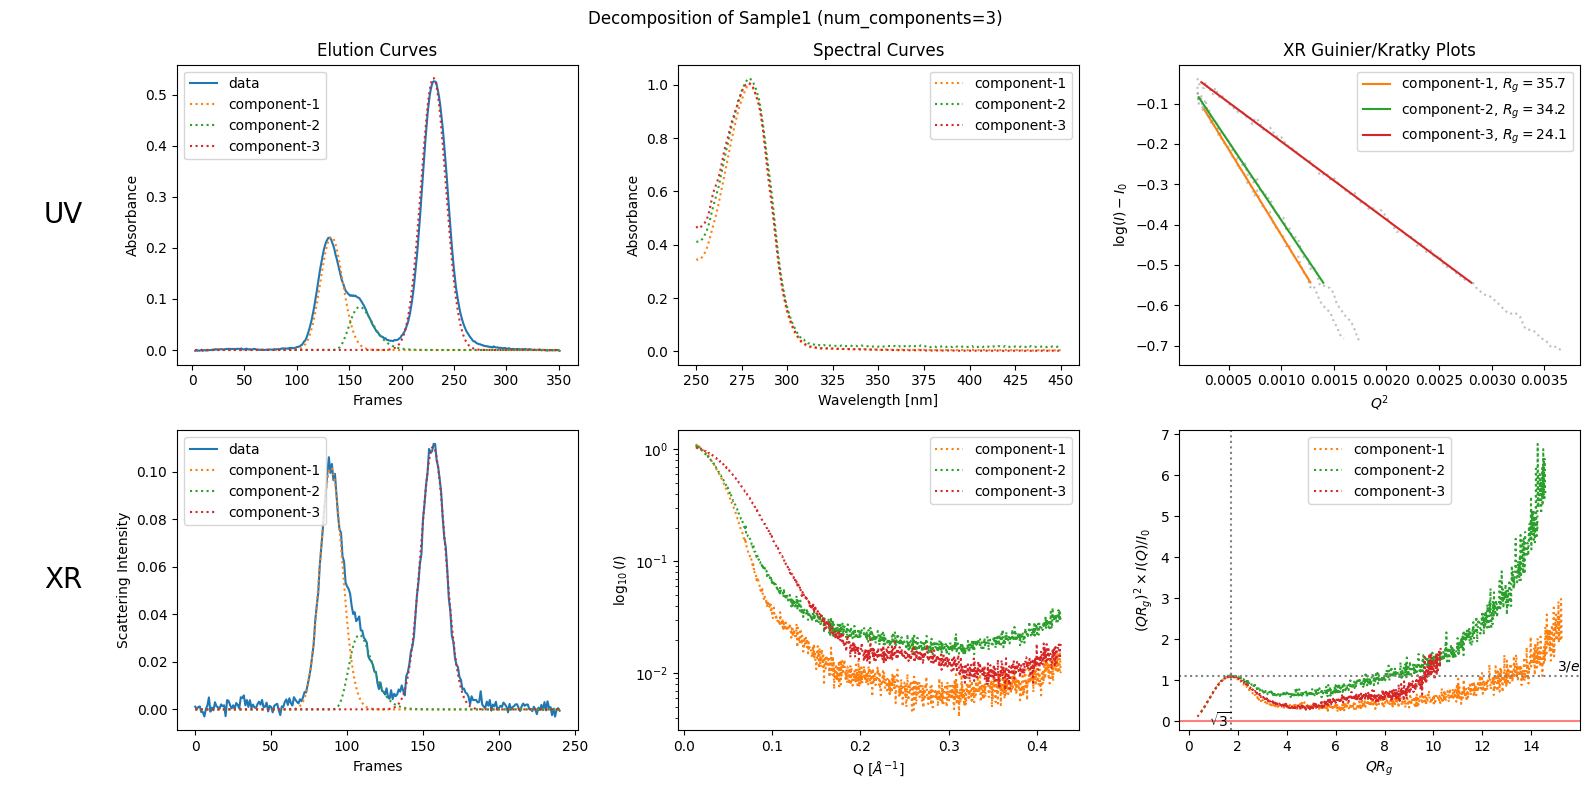 Decomposition of Sample1 (num_components=3)
Elution Curves
Spectral Curves
XR Guinier/Kratky Plots
UV
Absorbance
0.5
0.4
0.3
0.2
0.1
0.0
data
component-1
component-2
component-3
0 50 100 150 200 250 300 350
Frames
Absorbance
1.0
0.8
0.6
0.4
0.2
0.0
component-1
component-2
component-3
250 275 300 325 350 375 400 425 450
Wavelength [nm]
log(I) − I₀
−0.1
−0.2
−0.3
−0.4
−0.5
−0.6
−0.7
component-1, R_g = 35.7
component-2, R_g = 34.2
component-3, R_g = 24.1
0.0005 0.0010 0.0015 0.0020 0.0025 0.0030 0.0035
Q²
XR
Scattering Intensity
0.10
0.08
0.06
0.04
0.02
0.00
data
component-1
component-2
component-3
0 50 100 150 200 250
Frames
log₁₀(I)
10⁰
10⁻¹
10⁻²
component-1
component-2
component-3
0.0 0.1 0.2 0.3 0.4
Q [Å⁻¹]
(QR_g)² × I(Q)/I₀
7
6
5
4
3
2
1
0
component-1
component-2
component-3
3/e
√3
0 2 4 6 8 10 12 14
QR_g